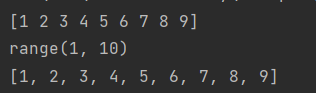 [1 2 3 4 5 6 7 8 9]
range(1, 10)
[1, 2, 3, 4, 5, 6, 7, 8, 9]